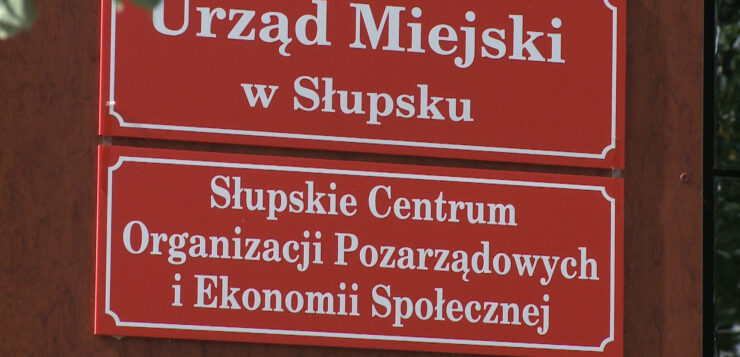 Urząd Miejski
w Słupsku
Słupskie Centrum
Organizacji Pozarządowych
i Ekonomii Społecznej